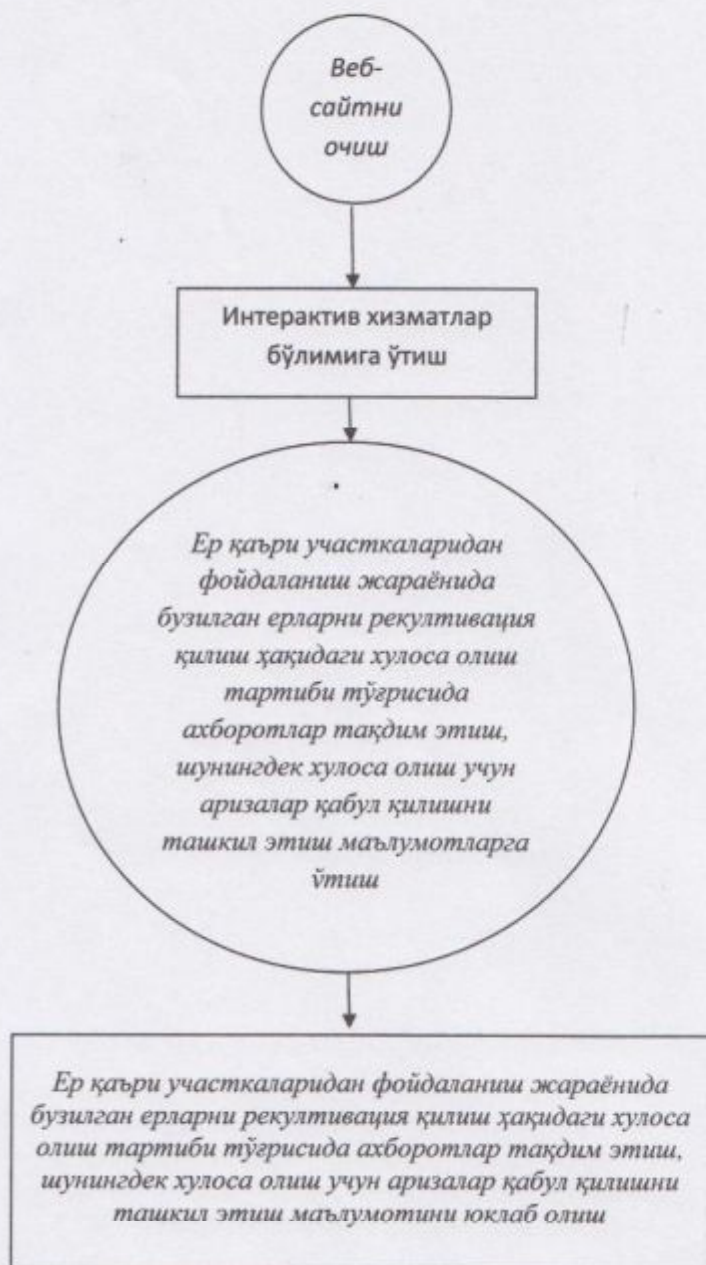 Веб-
сайтни
очиш
Интерактив хизматлар
бўлимига ўтиш
Ер қаъри участкаларидан
фойдаланиш жараёнида
бузилган ерларни рекултивация
қилиш ҳақидаги хулоса олиш
тартиби тўғрисида
ахборотлар тақдим этиш,
шунингдек хулоса олиш учун
аризалар қабул қилишни
ташкил этиш маълумотларга
ўтиш
Ер қаъри участкаларидан фойдаланиш жараёнида
бузилган ерларни рекултивация қилиш ҳақидаги хулоса
олиш тартиби тўғрисида ахборотлар тақдим этиш,
шунингдек хулоса олиш учун аризалар қабул қилишни
ташкил этиш маълумотини юклаб олиш